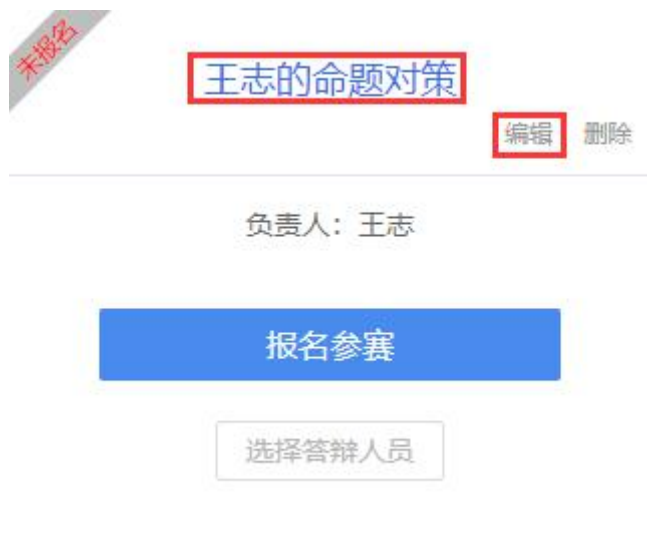 未报名
王志的命题对策
编辑 删除
负责人：王志
报名参赛
选择答辩人员